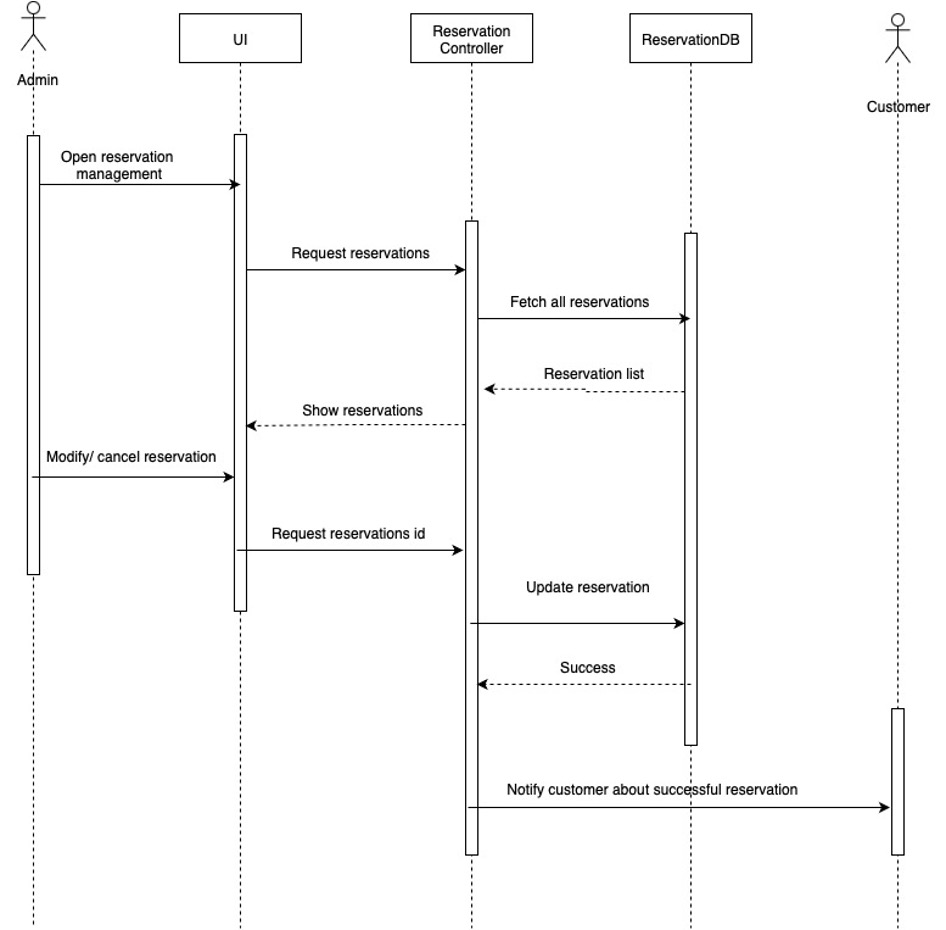 Admin
UI
Reservation
Controller
ReservationDB
Customer
Open reservation
management
Request reservations
Fetch all reservations
Reservation list
Show reservations
Modify/ cancel reservation
Request reservations id
Update reservation
Success
Notify customer about successful reservation